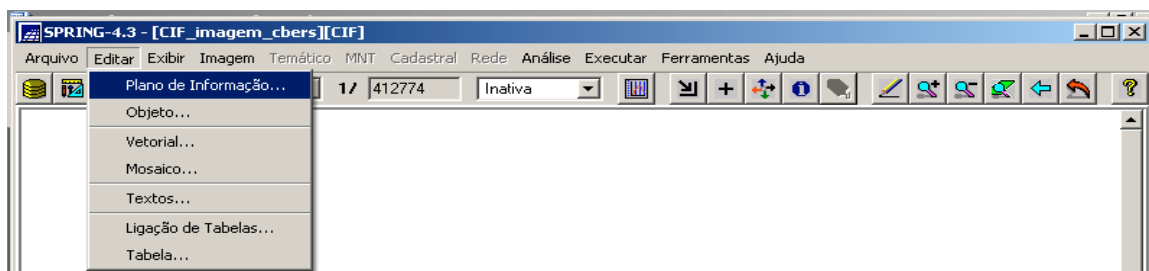 SPRING-4.3 - [CIF_imagem_cbers][CIF]
Arquivo Editar Exibir Imagem Temático MNT Cadastral Rede Análise Executar Ferramentas Ajuda
Plano de Informação... 1/ 412774 Inativa
Objeto...
Vetorial...
Mosaico...
Textos...
Ligação de Tabelas...
Tabela...